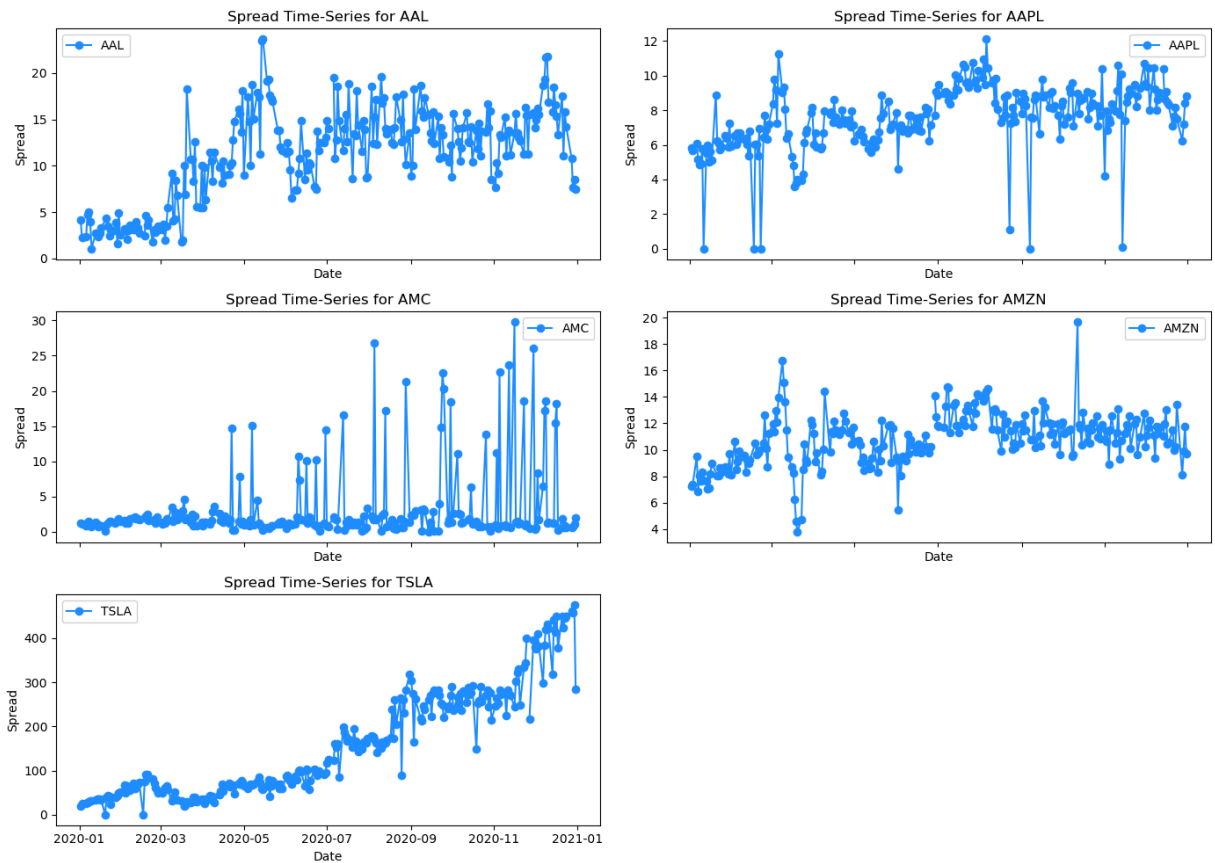 Spread Time-Series for AAL
AAL
Spread
20
15
10
5
0
Date
Spread Time-Series for AAPL
AAPL
Spread
12
10
8
6
4
2
0
Date
Spread Time-Series for AMC
AMC
Spread
30
25
20
15
10
5
0
Date
Spread Time-Series for AMZN
AMZN
Spread
20
18
16
14
12
10
8
6
4
Date
Spread Time-Series for TSLA
TSLA
Spread
400
300
200
100
0
2020-01 2020-03 2020-05 2020-07 2020-09 2020-11 2021-01
Date